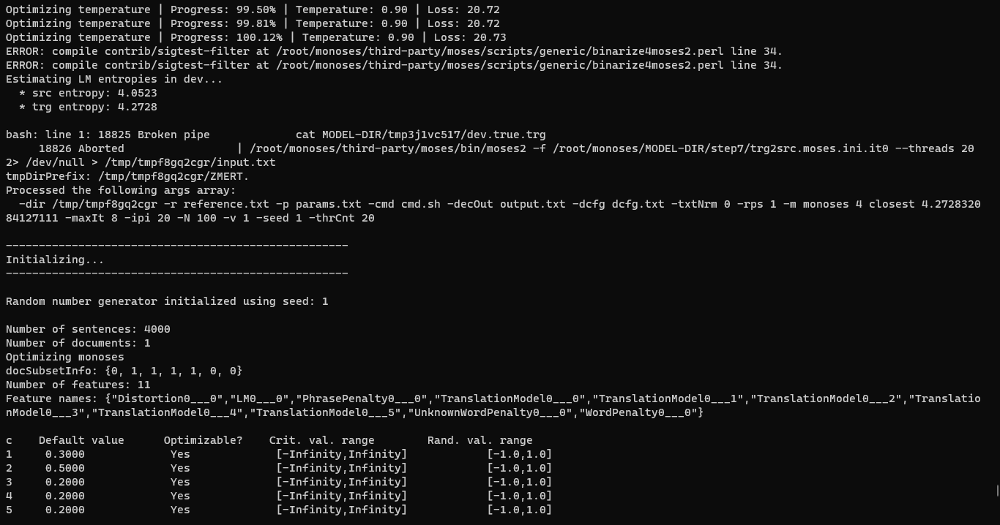 Optimizing temperature | Progress: 99.50% | Temperature: 0.90 | Loss: 20.72
Optimizing temperature | Progress: 99.81% | Temperature: 0.90 | Loss: 20.72
Optimizing temperature | Progress: 100.12% | Temperature: 0.90 | Loss: 20.73
ERROR: compile contrib/sigtest-filter at /root/monoses/third-party/moses/scripts/generic/binarize4moses2.perl line 34.
ERROR: compile contrib/sigtest-filter at /root/monoses/third-party/moses/scripts/generic/binarize4moses2.perl line 34.
Estimating LM entropies in dev...
  * src entropy: 4.0523
  * trg entropy: 4.2728

bash: line 1: 18825 Broken pipe             cat MODEL-DIR/tmp3j1vc517/dev.true.trg
     18826 Aborted                 | /root/monoses/third-party/moses/bin/moses2 -f /root/monoses/MODEL-DIR/step7/trg2src.moses.ini.it0 --threads 20
2> /dev/null > /tmp/tmpf8gq2cgr/input.txt
tmpDirPrefix: /tmp/tmpf8gq2cgr/ZMERT.
Processed the following args array:
  -dir /tmp/tmpf8gq2cgr -r reference.txt -p params.txt -cmd cmd.sh -decOut output.txt -dcfg dcfg.txt -txtNrm 0 -rps 1 -m monoses 4 closest 4.2728320
84127111 -maxIt 8 -ipi 20 -N 100 -v 1 -seed 1 -thrCnt 20

----------------------------------------------------
Initializing...
----------------------------------------------------

Random number generator initialized using seed: 1

Number of sentences: 4000
Number of documents: 1
Optimizing monoses
docSubsetInfo: {0, 1, 1, 1, 1, 0, 0}
Number of features: 11
Feature names: {"Distortion0___0","LM0___0","PhrasePenalty0___0","TranslationModel0___0","TranslationModel0___1","TranslationModel0___2","Translatio
nModel0___3","TranslationModel0___4","TranslationModel0___5","UnknownWordPenalty0___0","WordPenalty0___0"}

c    Default value      Optimizable?    Crit. val. range        Rand. val. range
1     0.3000             Yes             [-Infinity,Infinity]            [-1.0,1.0]
2     0.5000             Yes             [-Infinity,Infinity]            [-1.0,1.0]
3     0.2000             Yes             [-Infinity,Infinity]            [-1.0,1.0]
4     0.2000             Yes             [-Infinity,Infinity]            [-1.0,1.0]
5     0.2000             Yes             [-Infinity,Infinity]            [-1.0,1.0]